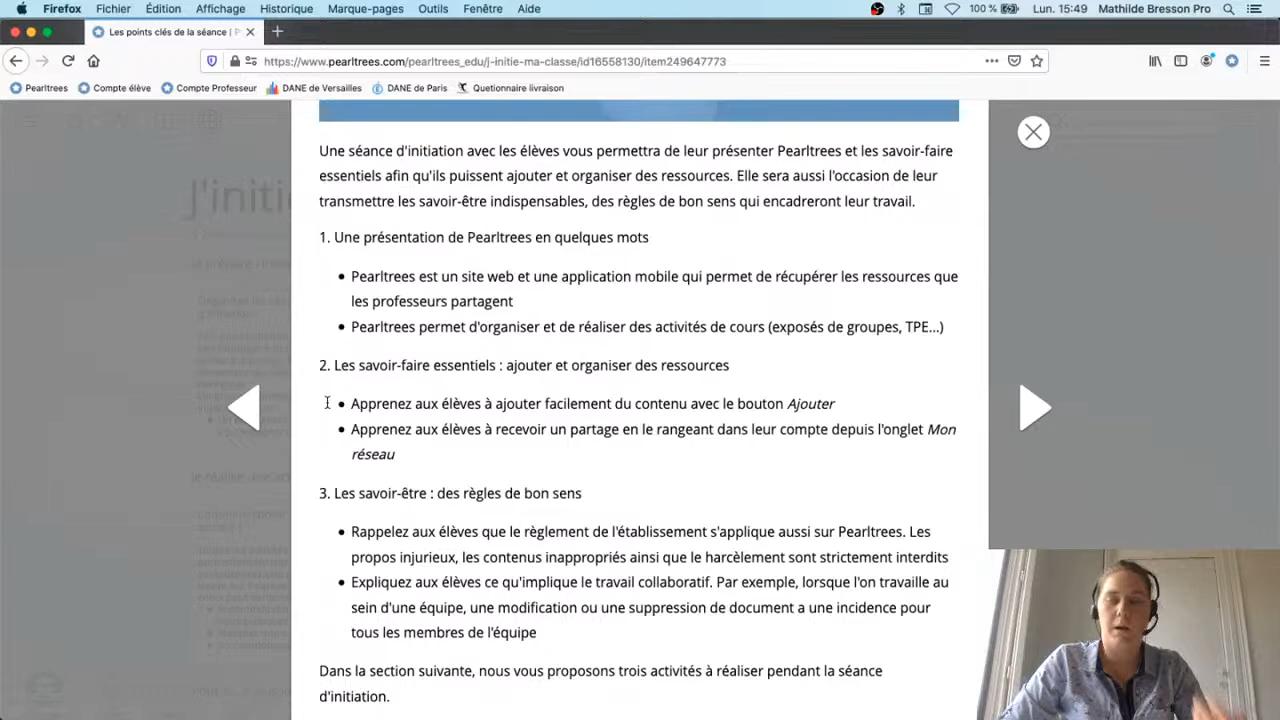 Firefox Fichier Édition Affichage Historique Marque-pages Outils Fenêtre Aide 100 % Lun. 15:49 Mathilde Bresson Pro
Les points clés de la séance | P
https://www.pearltrees.com/pearltrees_edu/j-initie-ma-classe/id16558130/item249647773
Pearltrees Compte élève Compte Professeur DANE de Versailles DANE de Paris Quetionnaire livraison
J'initi
Une séance d'initiation avec les élèves vous permettra de leur présenter Pearltrees et les savoir-faire
essentiels afin qu'ils puissent ajouter et organiser des ressources. Elle sera aussi l'occasion de leur
transmettre les savoir-être indispensables, des règles de bon sens qui encadreront leur travail.
1. Une présentation de Pearltrees en quelques mots
• Pearltrees est un site web et une application mobile qui permet de récupérer les ressources que
les professeurs partagent
• Pearltrees permet d'organiser et de réaliser des activités de cours (exposés de groupes, TPE...)
2. Les savoir-faire essentiels : ajouter et organiser des ressources
• Apprenez aux élèves à ajouter facilement du contenu avec le bouton Ajouter
• Apprenez aux élèves à recevoir un partage en le rangeant dans leur compte depuis l'onglet Mon
réseau
3. Les savoir-être : des règles de bon sens
• Rappelez aux élèves que le règlement de l'établissement s'applique aussi sur Pearltrees. Les
propos injurieux, les contenus inappropriés ainsi que le harcèlement sont strictement interdits
• Expliquez aux élèves ce qu'implique le travail collaboratif. Par exemple, lorsque l'on travaille au
sein d'une équipe, une modification ou une suppression de document a une incidence pour
tous les membres de l'équipe
Dans la section suivante, nous vous proposons trois activités à réaliser pendant la séance
d'initiation.